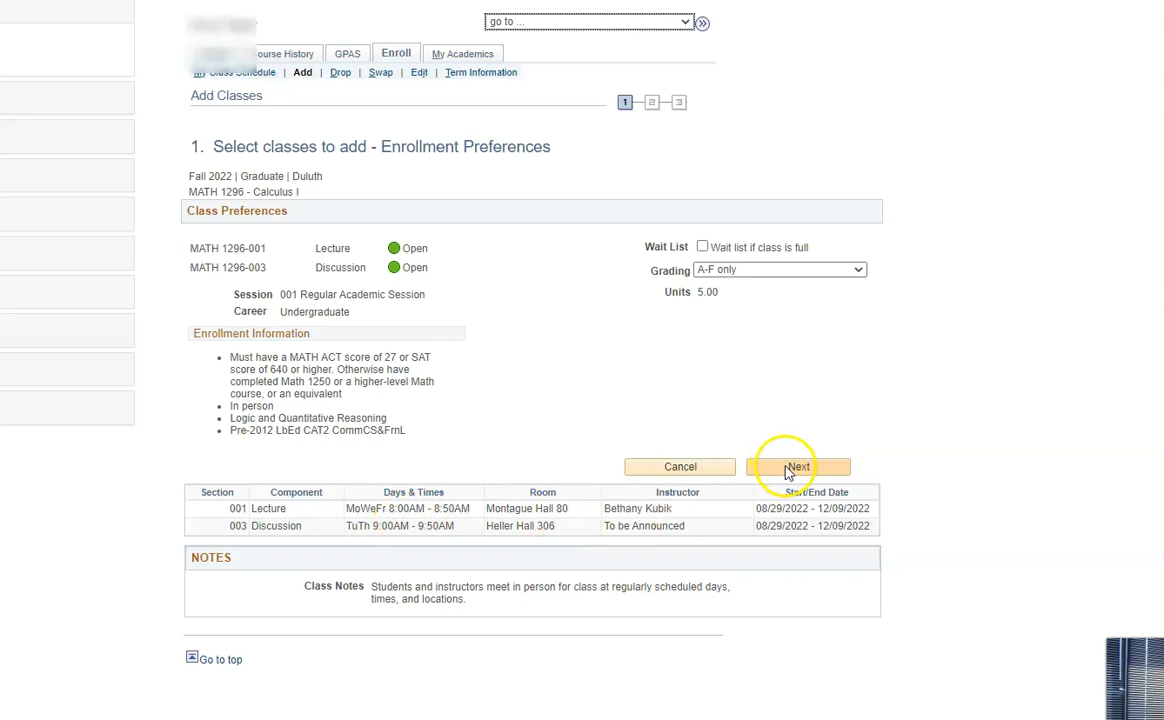 go to ...
ourse History GPAS Enroll My Academics
My Class Schedule | Add | Drop | Swap | Edit | Term Information
Add Classes
1 2 3
1. Select classes to add - Enrollment Preferences
Fall 2022 | Graduate | Duluth
MATH 1296 - Calculus I
Class Preferences
MATH 1296-001 Lecture Open Wait List Wait list if class is full
MATH 1296-003 Discussion Open Grading A-F only
Units 5.00
Session 001 Regular Academic Session
Career Undergraduate
Enrollment Information
Must have a MATH ACT score of 27 or SAT
score of 640 or higher. Otherwise have
completed Math 1250 or a higher-level Math
course, or an equivalent
In person
Logic and Quantitative Reasoning
Pre-2012 LbEd CAT2 CommCS&FrnL
Cancel Next
Section Component Days & Times Room Instructor Start/End Date
001 Lecture MoWeFr 8:00AM - 8:50AM Montague Hall 80 Bethany Kubik 08/29/2022 - 12/09/2022
003 Discussion TuTh 9:00AM - 9:50AM Heller Hall 306 To be Announced 08/29/2022 - 12/09/2022
NOTES
Class Notes Students and instructors meet in person for class at regularly scheduled days,
times, and locations.
Go to top